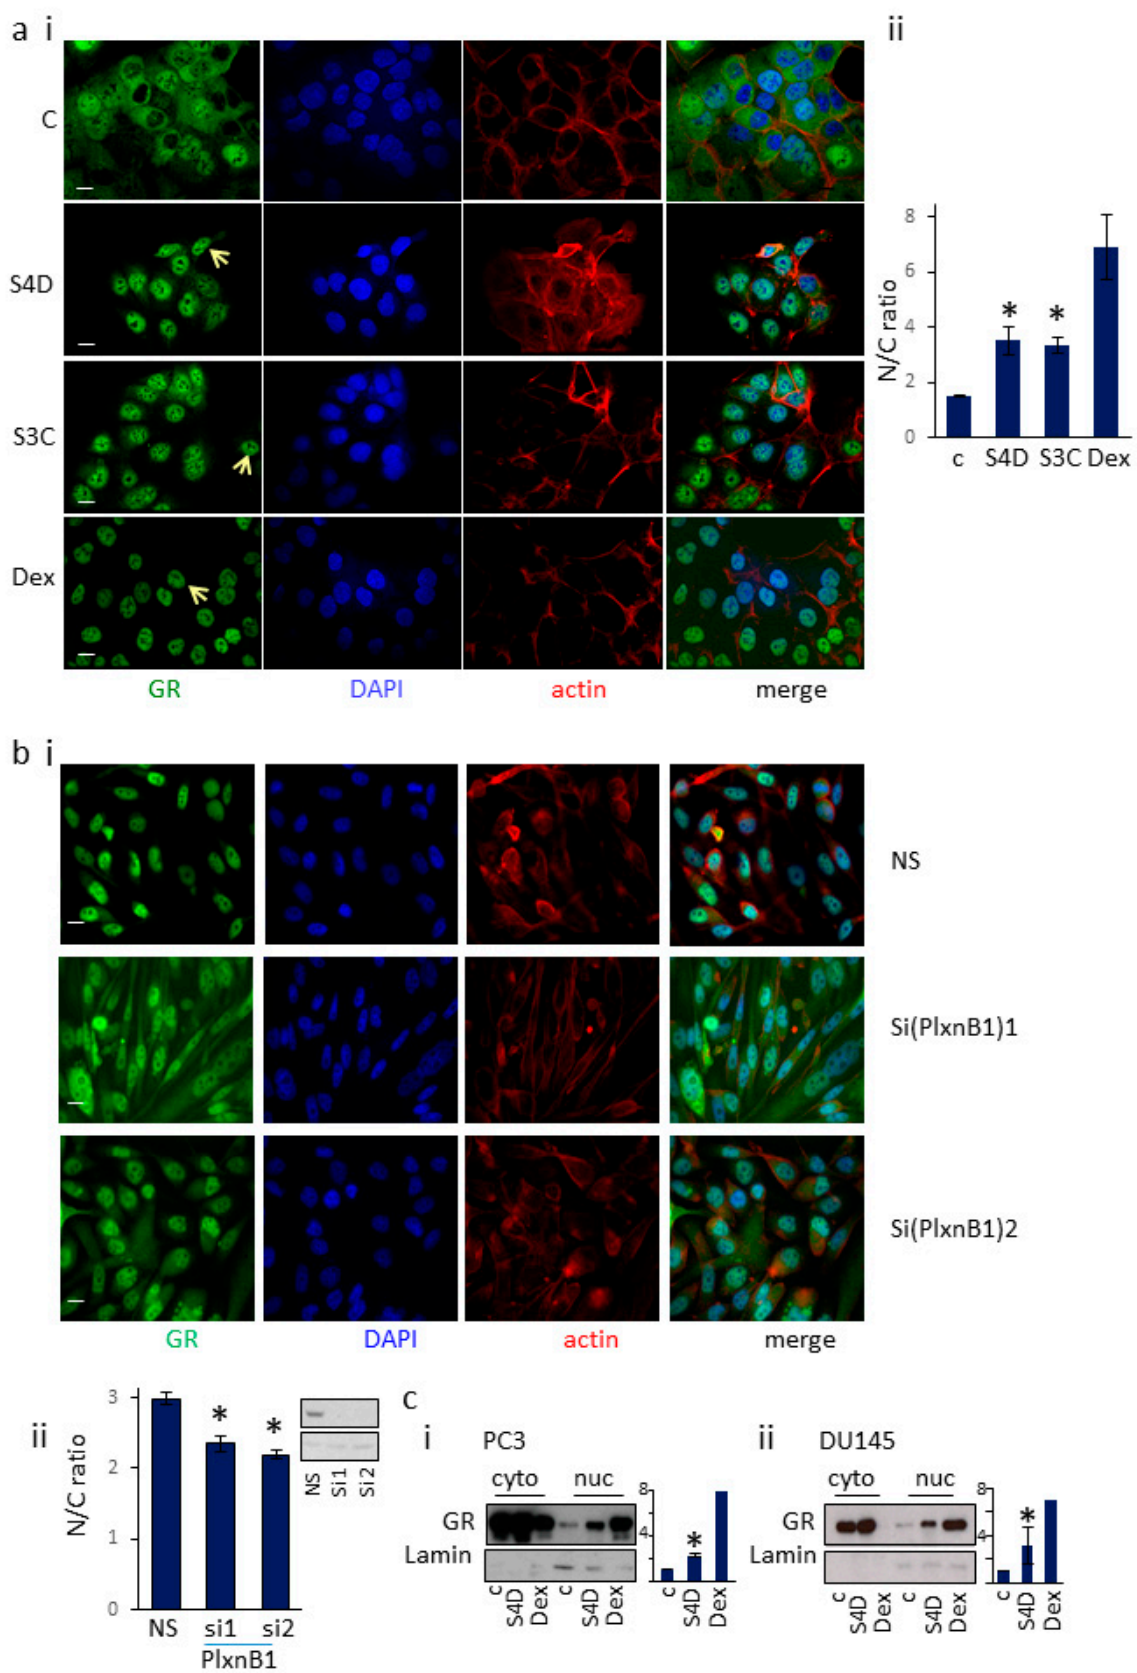 a i
ii
C
S4D
S3C
Dex
GR DAPI actin merge
8
6
4
2
0
N/C ratio
c S4D S3C Dex
* *
b i
NS
Si(PlxnB1)1
Si(PlxnB1)2
GR DAPI actin merge
ii
3
2
1
0
N/C ratio
* *
NS si1 si2
PlxnB1
NS Si1 Si2
c
i PC3
cyto nuc
GR
Lamin
c S4D Dex c S4D Dex
8
4
*
c S4D Dex
ii DU145
cyto nuc
GR
Lamin
c S4D Dex c S4D Dex
8
4
*
c S4D Dex